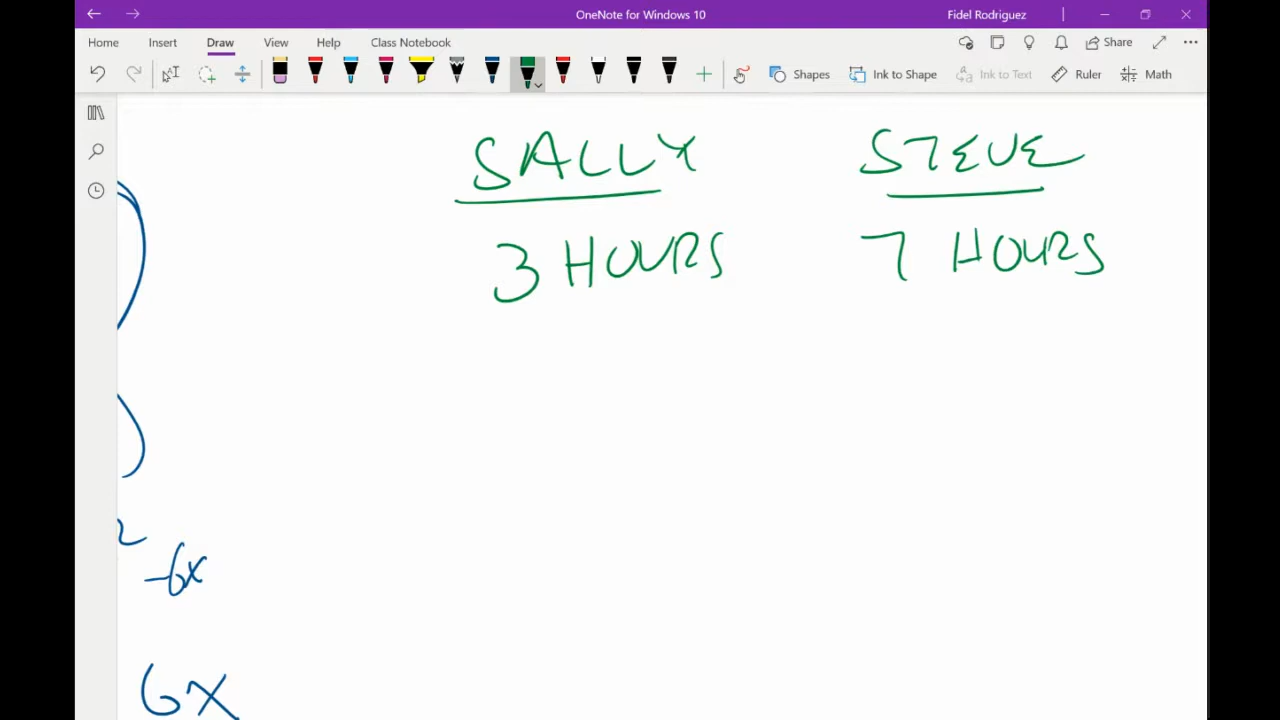 OneNote for Windows 10
Fidel Rodriguez
Home Insert Draw View Help Class Notebook
Share
Shapes Ink to Shape Ink to Text Ruler Math
SALLY STEVE
3 HOURS 7 HOURS
2
-6x
6x